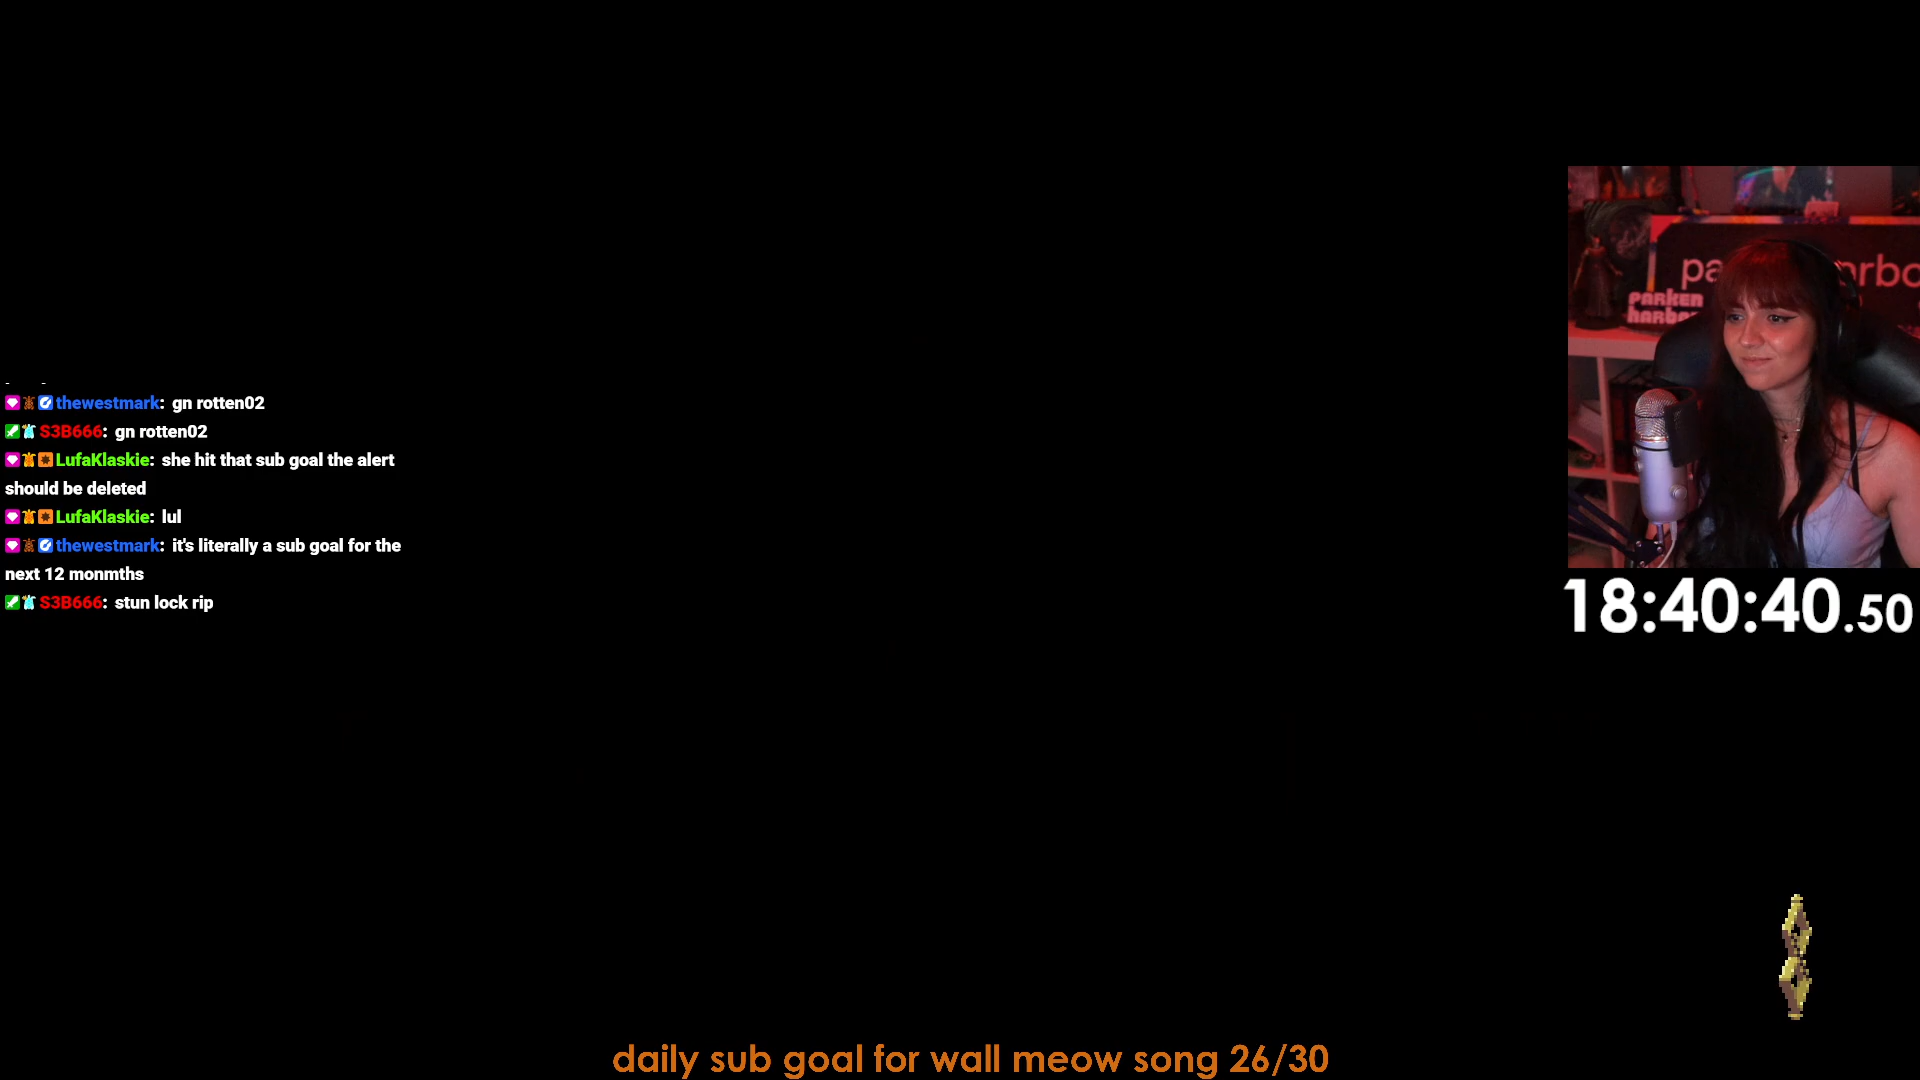 thewestmark: gn rotten02
S3B666: gn rotten02
LufaKlaskie: she hit that sub goal the alert
should be deleted
LufaKlaskie: lul
thewestmark: it's literally a sub goal for the
next 12 monmths
S3B666: stun lock rip
PARKER
18:40:40.50
daily sub goal for wall meow song 26/30